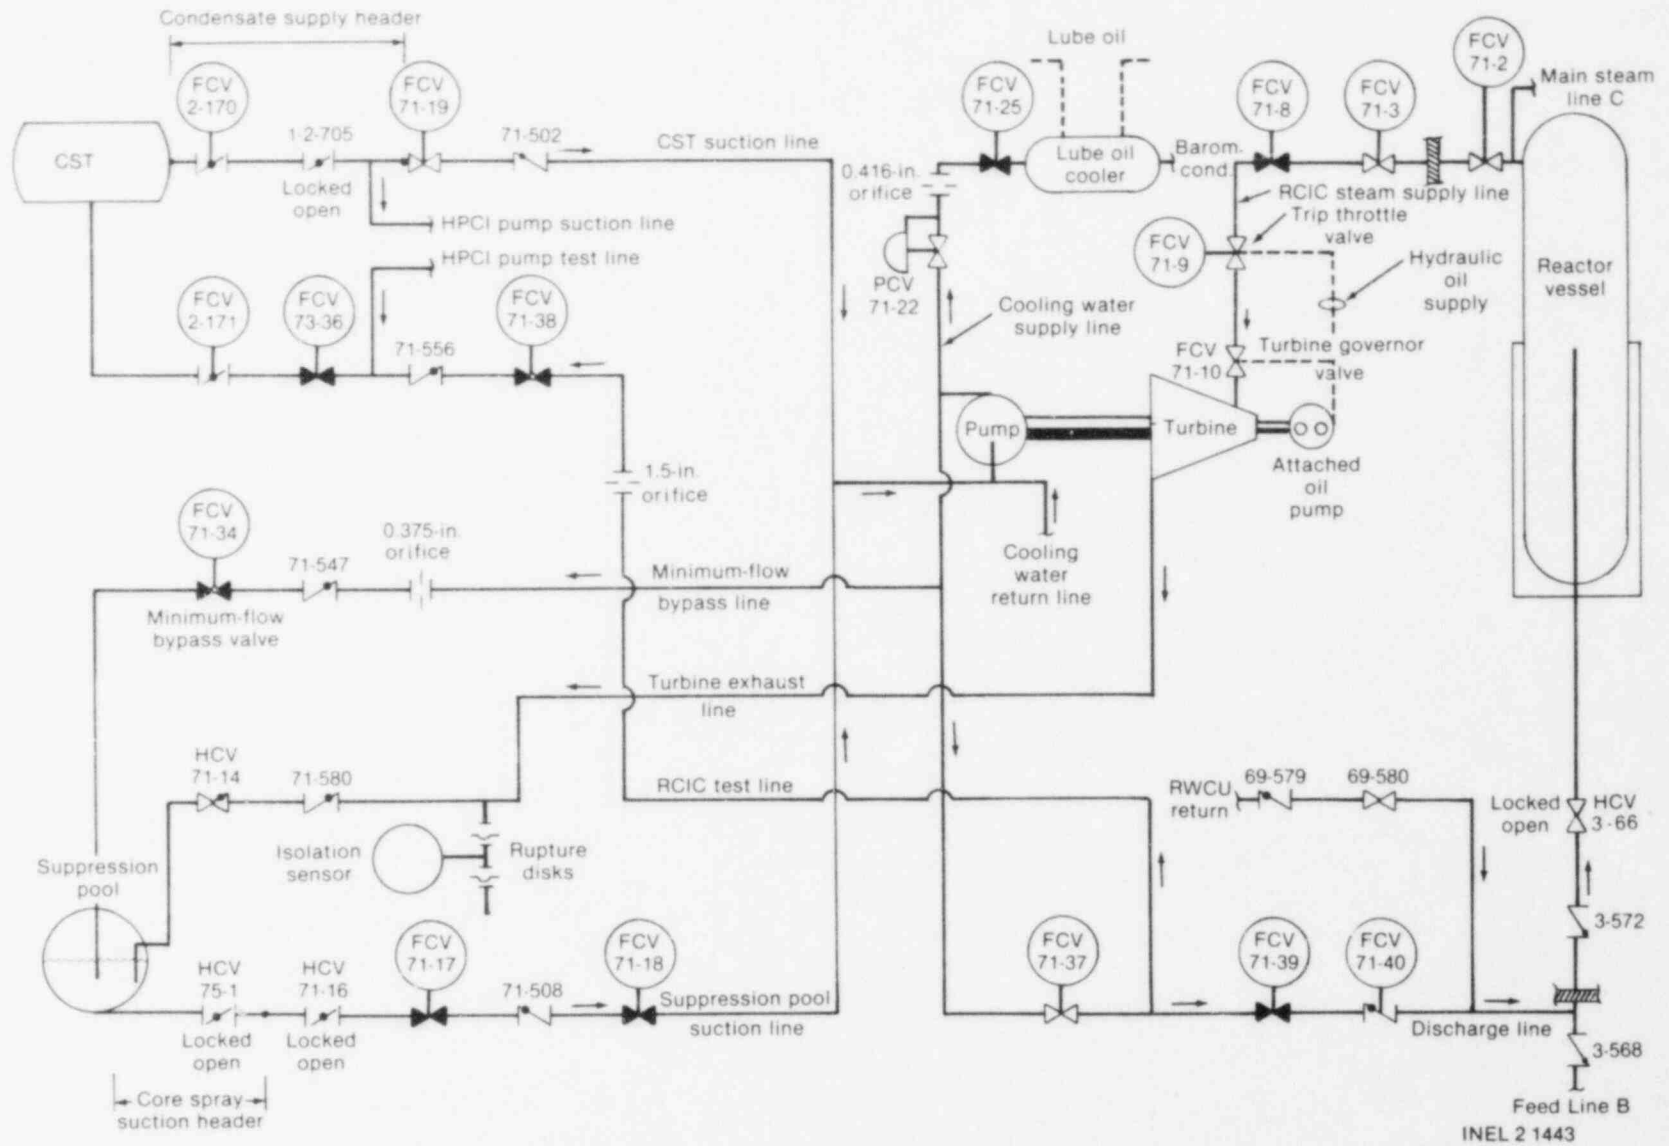 Condensate supply header
FCV
2-170
FCV
71-19
1-2-705
71-502
CST
CST suction line
Locked
open
HPCI pump suction line
HPCI pump test line
FCV
2-171
FCV
73-36
FCV
71-38
71-556
1.5-in.
orifice
FCV
71-34
71-547
0.375-in.
orifice
Minimum-flow
bypass line
Minimum-flow
bypass valve
Turbine exhaust
line
HCV
71-14
71-580
RCIC test line
Isolation
sensor
Rupture
disks
Suppression
pool
HCV
75-1
HCV
71-16
FCV
71-17
71-508
FCV
71-18
Suppression pool
suction line
Locked
open
Locked
open
Core spray
suction header
Lube oil
FCV
71-25
Lube oil
cooler
Barom.
cond.
0.416-in.
orifice
PCV
71-22
Cooling water
supply line
FCV
71-8
FCV
71-3
FCV
71-2
Main steam
line C
RCIC steam supply line
Trip throttle
valve
FCV
71-9
Hydraulic
oil
supply
Reactor
vessel
FCV
71-10
Turbine governor
valve
Pump
Turbine
Attached
oil
pump
Cooling
water
return line
RWCU
return
69-579
69-580
Locked
open
HCV
3-66
3-572
FCV
71-37
FCV
71-39
FCV
71-40
Discharge line
3-568
Feed Line B
INEL 2 1443